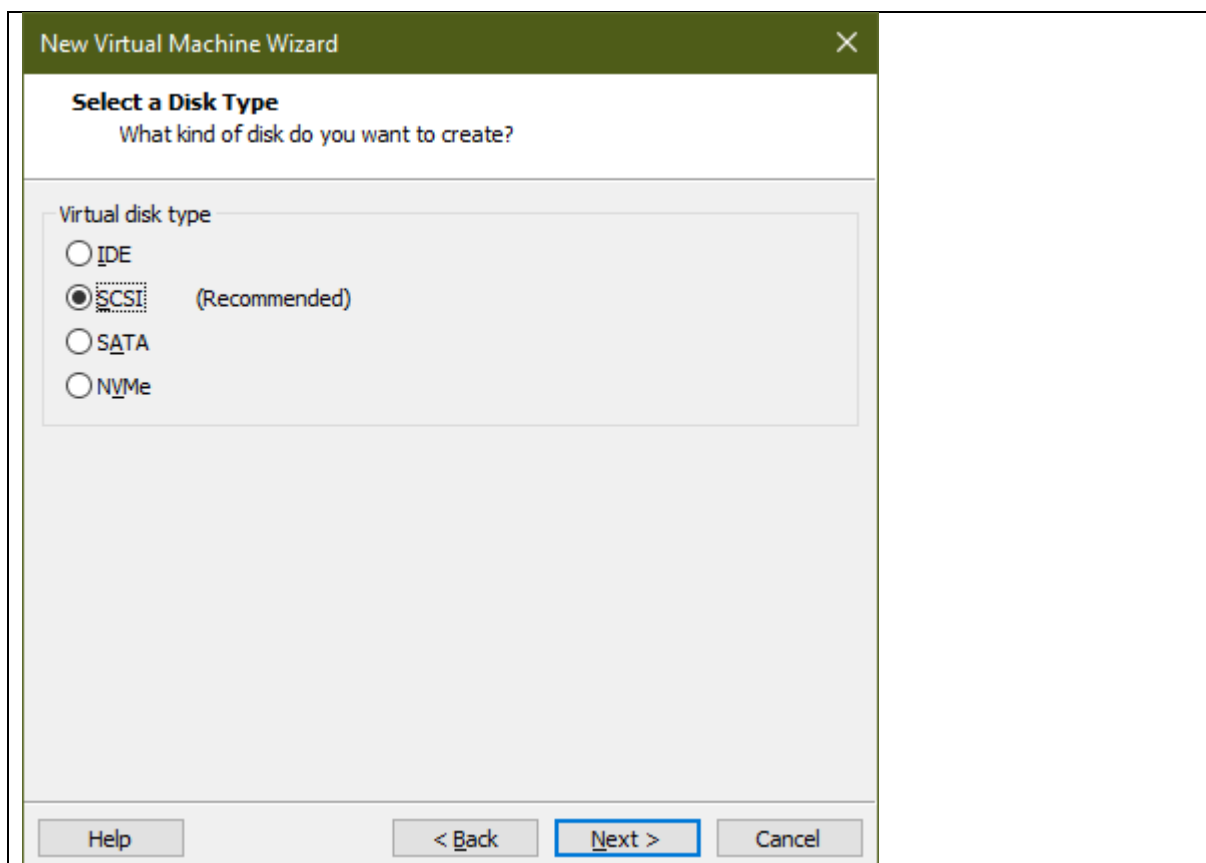 New Virtual Machine Wizard
Select a Disk Type
What kind of disk do you want to create?
Virtual disk type
IDE
SCSI (Recommended)
SATA
NVMe
Help < Back Next > Cancel